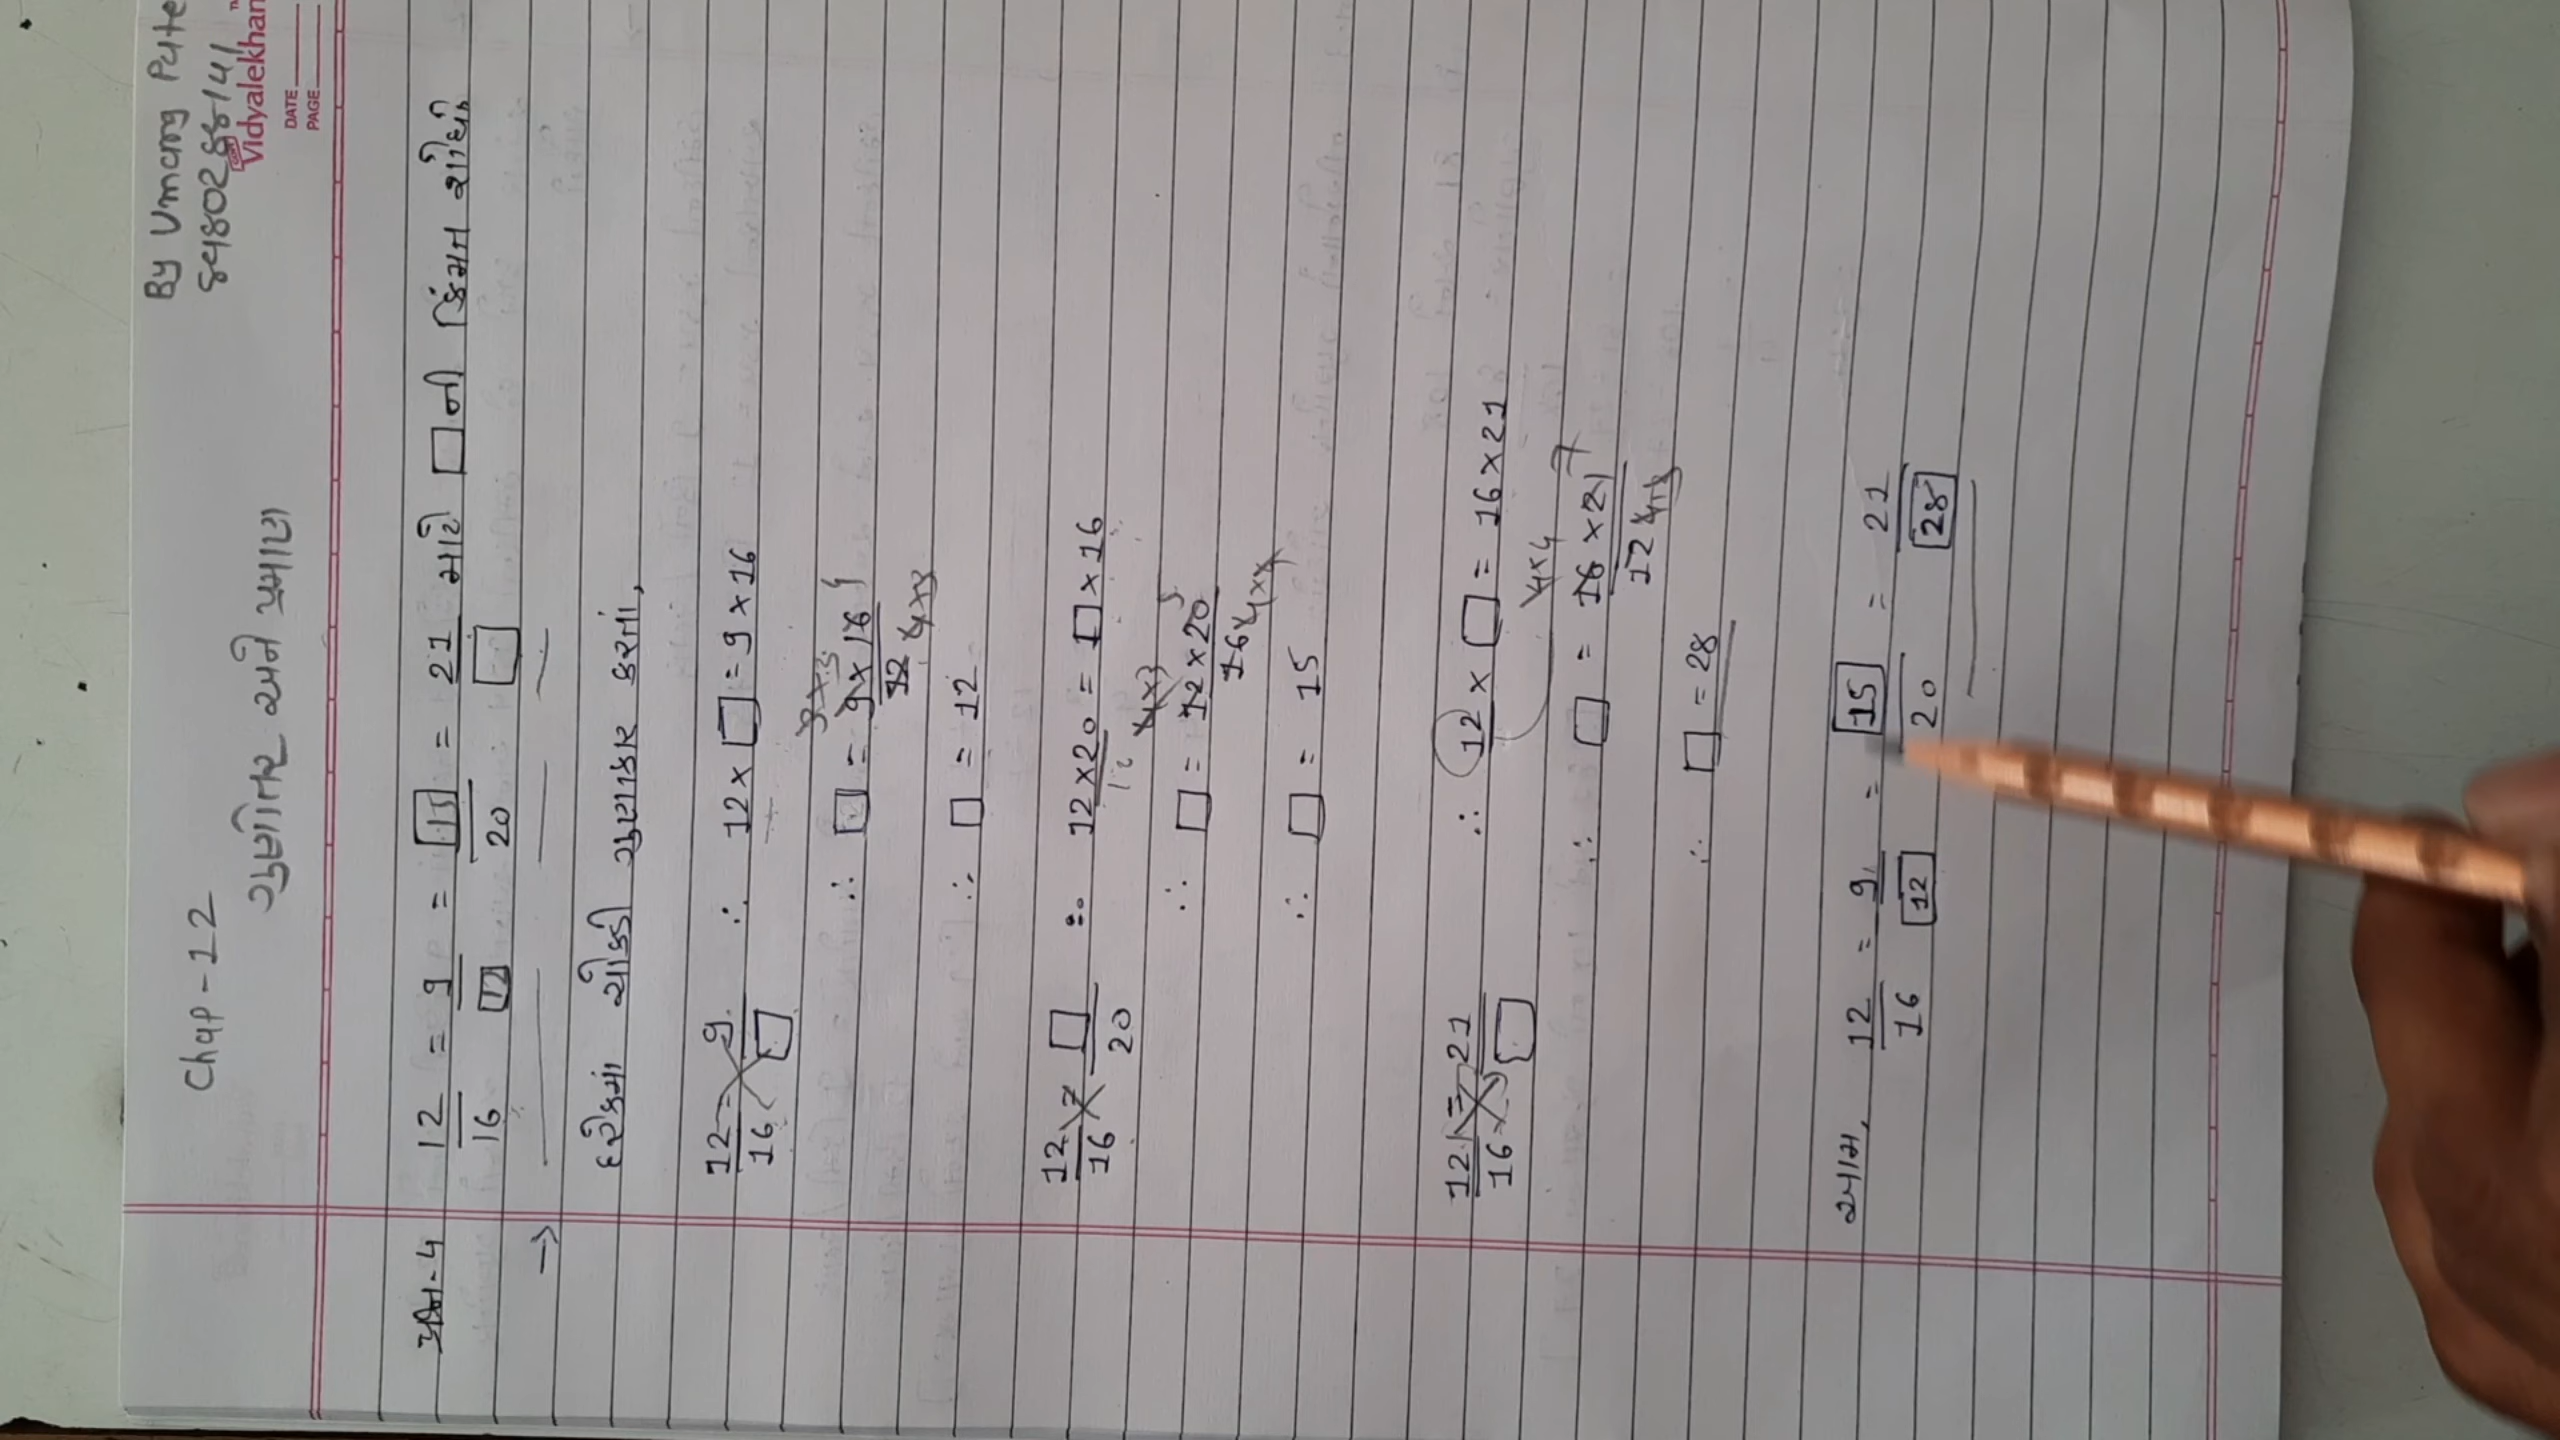 By Umang Pate
Chap - 12
Vidyalekhan
ગુણોત્તર અને પ્રમાણ
DATE
PAGE
પ્રશ્ન-4 12/16 = 9/[12] = [15]/20 = 21/□ માટે □ ની કિંમત શોધો
→
દરેકમાં ચોકડી ગુણાકાર કરતાં,
12/16 = 9/□ ∴ 12 × □ = 9 × 16
∴ □ = 9 × 16/12
∴ □ = 12
12/16 = □/20 ∴ 12 × 20 = □ × 16
∴ □ = 12 × 20/16
∴ □ = 15
12/16 = 21/□ ∴ 12 × □ = 16 × 21
∴ □ = 16 × 21/12
∴ □ = 28
આમ, 12/16 = 9/[12] = [15]/20 = 21/[28]